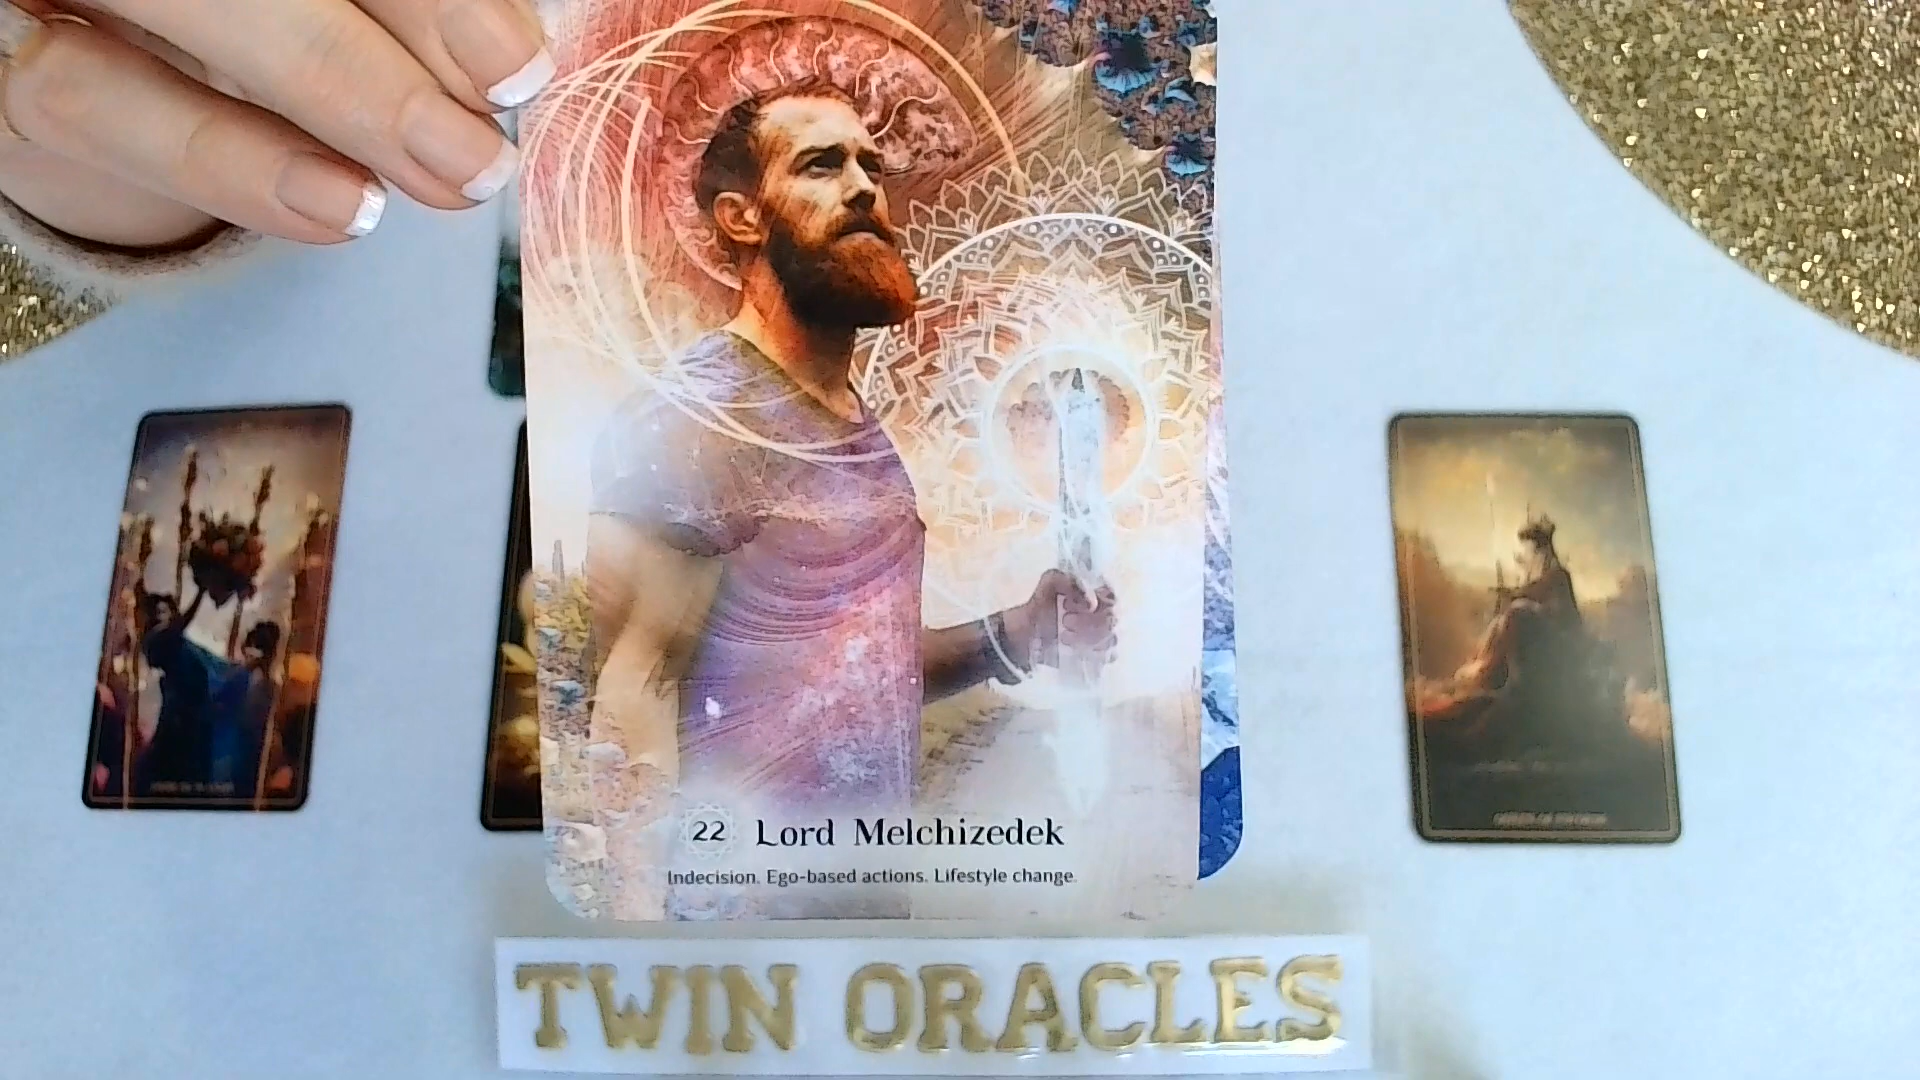 22 Lord Melchizedek
Indecision. Ego-based actions. Lifestyle change.
TWIN ORACLES